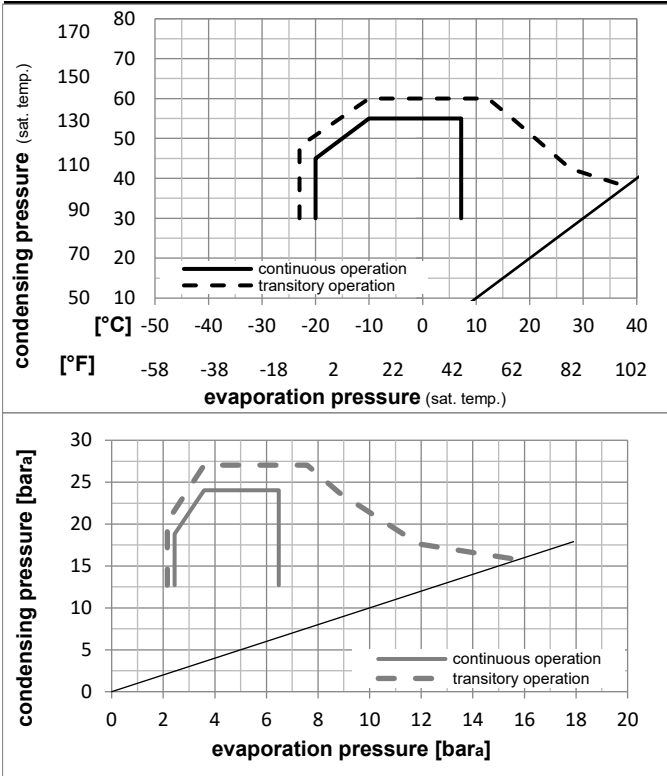 condensing pressure (sat. temp.)
170 80
150 70
60
130 50
110 40
90 30
70 20
50 10
continuous operation
transitory operation
[°C] -50 -40 -30 -20 -10 0 10 20 30 40
[°F] -58 -38 -18 2 22 42 62 82 102
evaporation pressure (sat. temp.)
condensing pressure [bara]
30
25
20
15
10
5
0
continuous operation
transitory operation
0 2 4 6 8 10 12 14 16 18 20
evaporation pressure [bara]